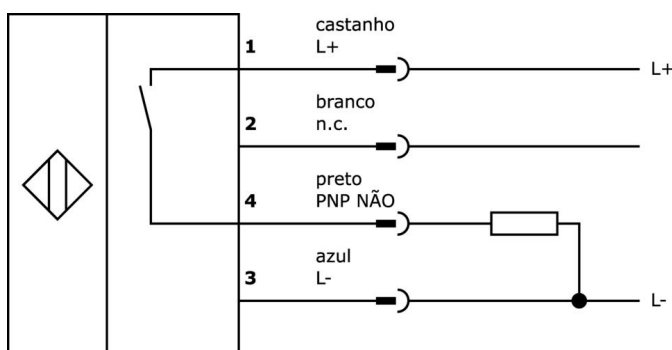 castanho
1 L+
L+
branco
2 n.c.
preto
4 PNP NÃO
azul
3 L-
L-